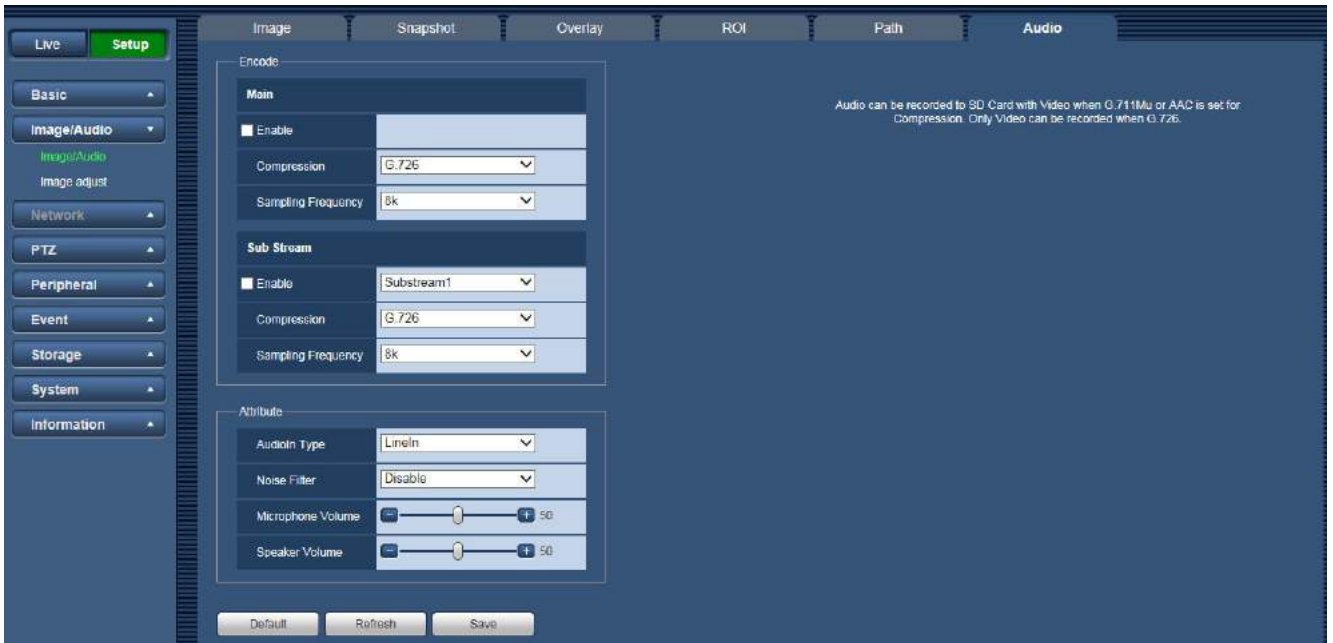 Live
Setup
Image
Snapshot
Overlay
ROI
Path
Audio
Basic
Image/Audio
Image/Audio
Image adjust
Network
PTZ
Peripheral
Event
Storage
System
Information
Encode
Main
Enable
Compression G.726
Sampling Frequency 8k
Sub Stream
Enable Substream1
Compression G.726
Sampling Frequency 8k
Attribute
AudioIn Type LineIn
Noise Filter Disable
Microphone Volume - + 50
Speaker Volume - + 50
Default
Refresh
Save
Audio can be recorded to SD Card with Video when G.711Mu or AAC is set for
Compression. Only Video can be recorded when G.726.